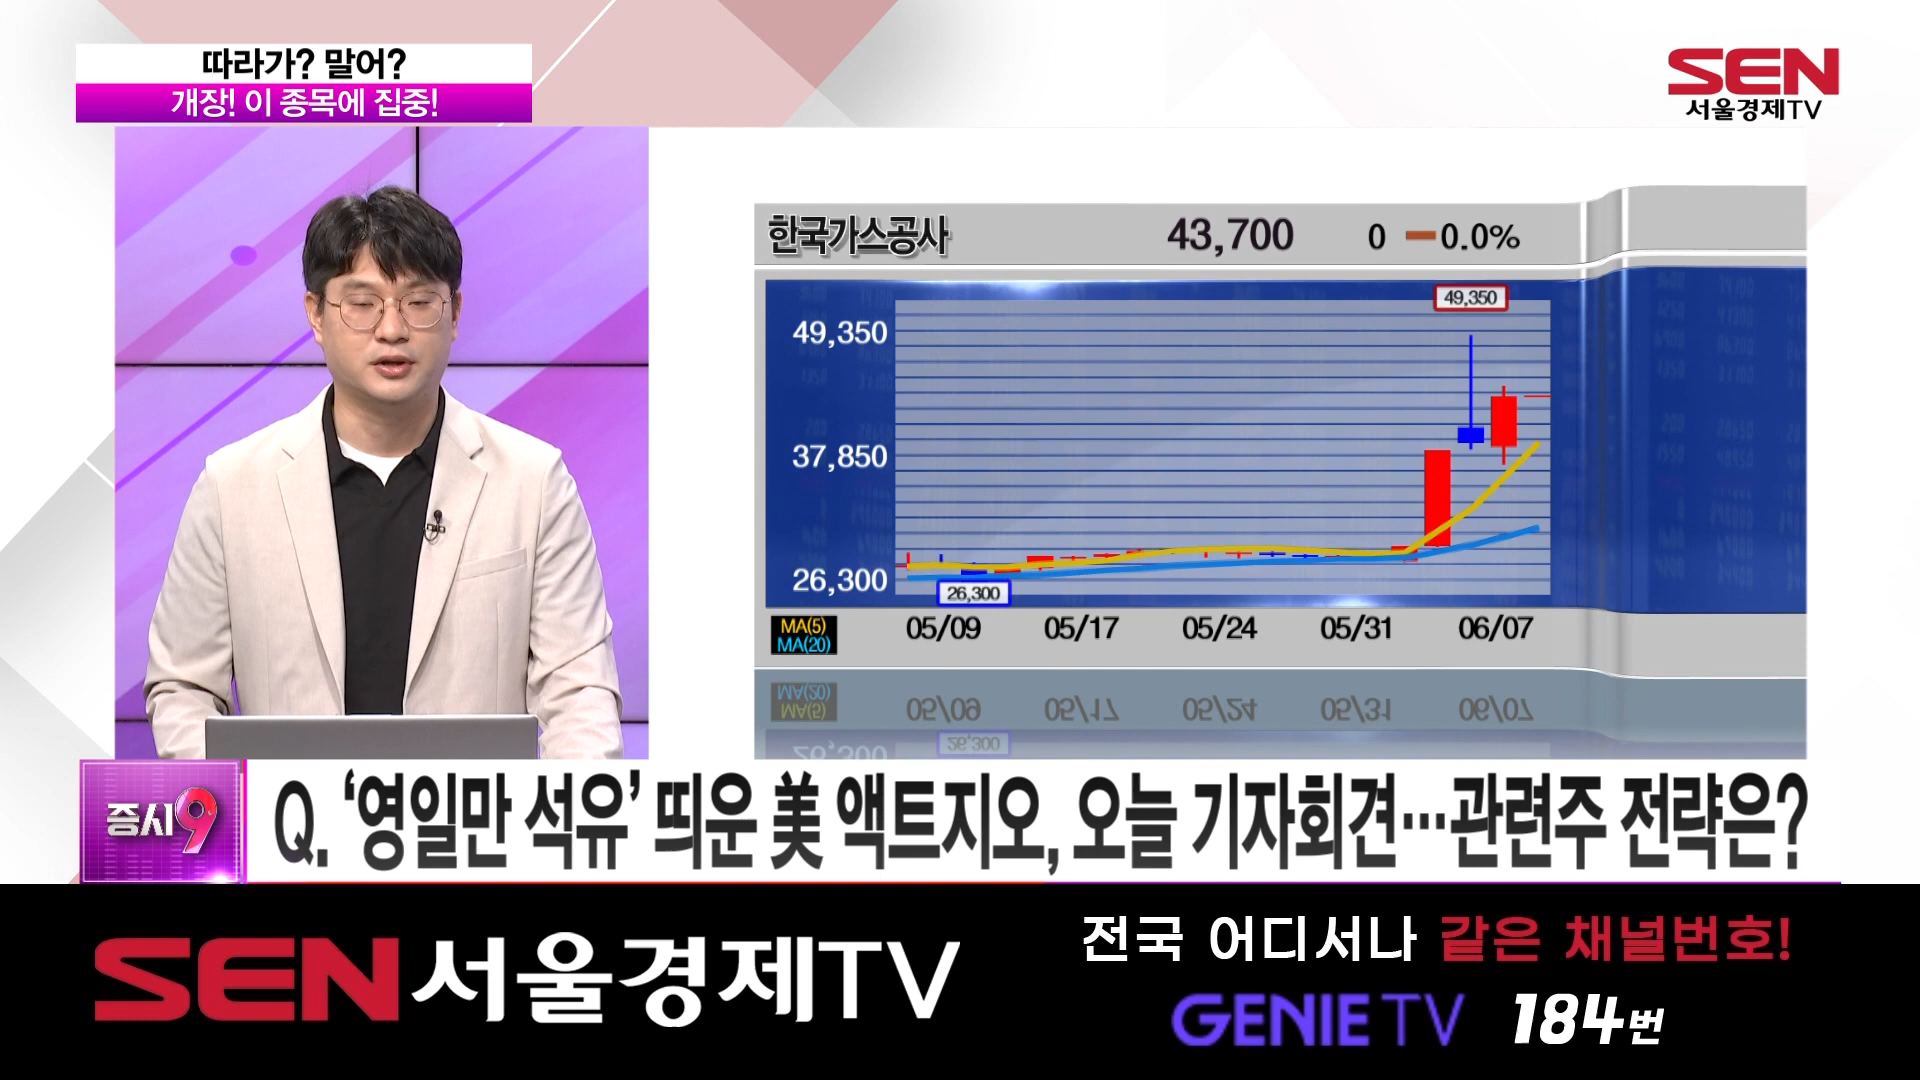 따라가? 말어?
개장! 이 종목에 집중!
SEN
서울경제TV
한국가스공사 43,700 0 0.0%
49,350
49,350
37,850
26,300
26,300
MA(5)
MA(20)
05/09 05/17 05/24 05/31 06/07
증시9
Q. ‘영일만 석유’ 띄운 美 액트지오, 오늘 기자회견…관련주 전략은?
SEN서울경제TV
전국 어디서나 같은 채널번호!
GENIE TV 184번